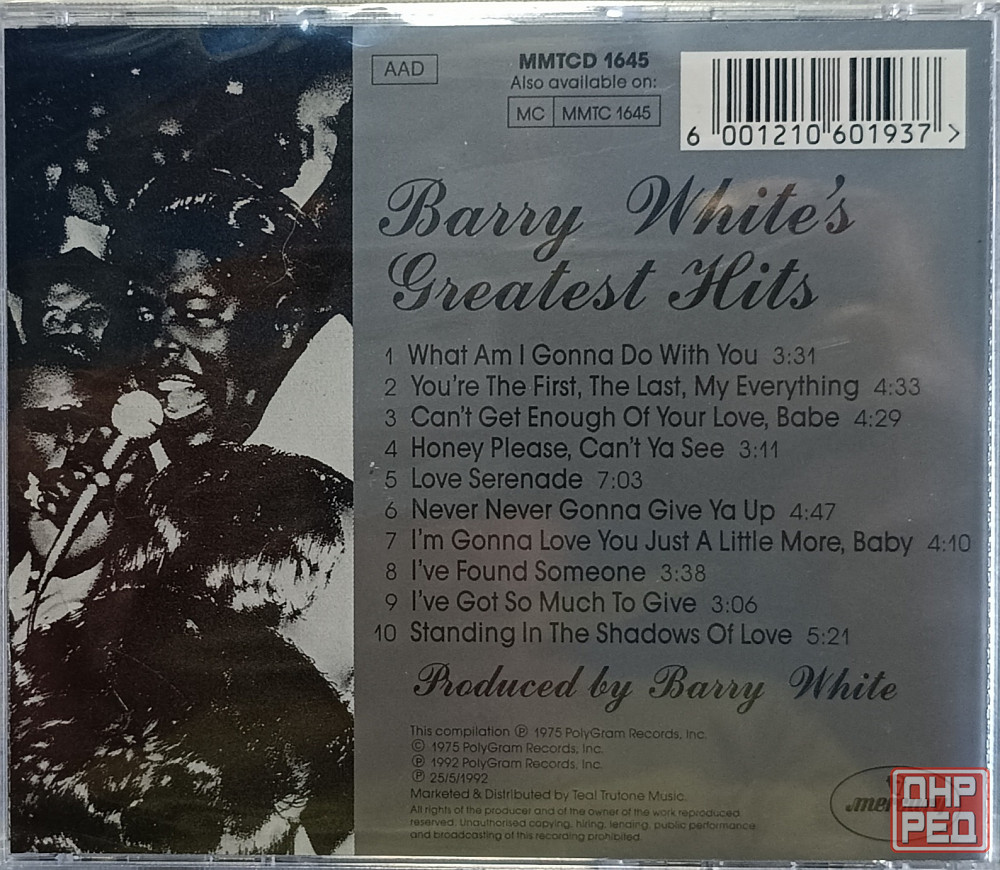 AAD
MMTCD 1645
Also available on:
MC MMTC 1645
6 001210 601937 >
Barry White's
Greatest Hits
1 What Am I Gonna Do With You 3:31
2 You're The First, The Last, My Everything 4:33
3 Can't Get Enough Of Your Love, Babe 4:29
4 Honey Please, Can't Ya See 3:11
5 Love Serenade 7:03
6 Never Never Gonna Give Ya Up 4:47
7 I'm Gonna Love You Just A Little More, Baby 4:10
8 I've Found Someone 3:38
9 I've Got So Much To Give 3:06
10 Standing In The Shadows Of Love 5:21
Produced by Barry White
This compilation ℗ 1975 PolyGram Records, Inc.
© 1975 PolyGram Records, Inc.
℗ 1992 PolyGram Records, Inc.
℗ 25/5/1992
Marketed & Distributed by Teal Trutone Music.
All rights of the producer and of the owner of the work reproduced
reserved. Unauthorised copying, hiring, lending, public performance
and broadcasting of this recording prohibited.